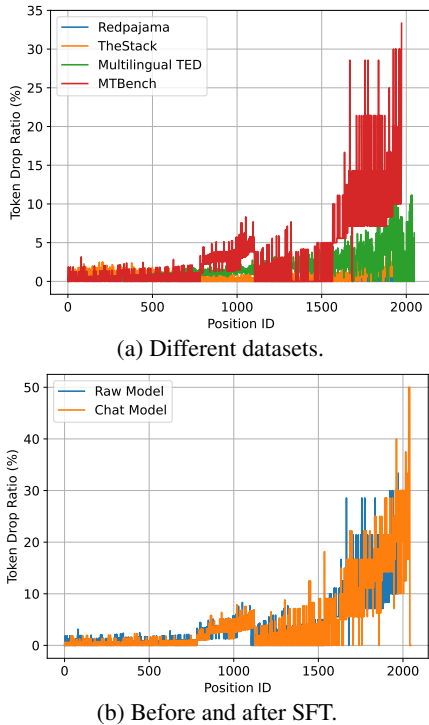 35
30
25
20
15
10
5
0
Token Drop Ratio (%)
Redpajama
TheStack
Multilingual TED
MTBench
0 500 1000 1500 2000
Position ID
(a) Different datasets.
50
40
30
20
10
0
Token Drop Ratio (%)
Raw Model
Chat Model
0 500 1000 1500 2000
Position ID
(b) Before and after SFT.